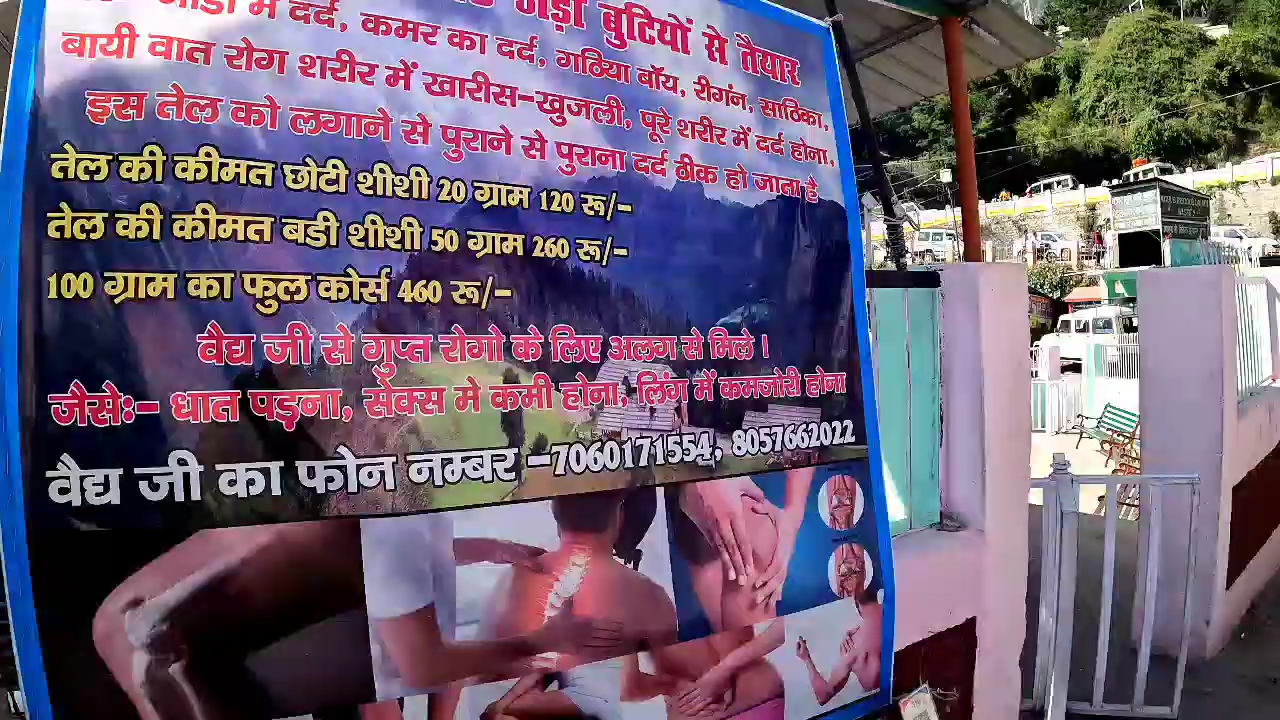 जड़ी बुटियों से तैयार
जोड़ो में दर्द, कमर का दर्द, गठिया बॉय, रीगंन, साठिका,
बायी वात रोग शरीर में खारीस-खुजली, पूरे शरीर में दर्द होना,
इस तेल को लगाने से पुराने से पुराना दर्द ठीक हो जाता है
तेल की कीमत छोटी शीशी 20 ग्राम 120 रू/-
तेल की कीमत बडी शीशी 50 ग्राम 260 रू/-
100 ग्राम का फुल कोर्स 460 रू/-
वैद्य जी से गुप्त रोगो के लिए अलग से मिले ।
जैसेः- धात पड़ना, सेक्स मे कमी होना, लिंग में कमजोरी होना
वैद्य जी का फोन नम्बर -7060171554, 8057662022